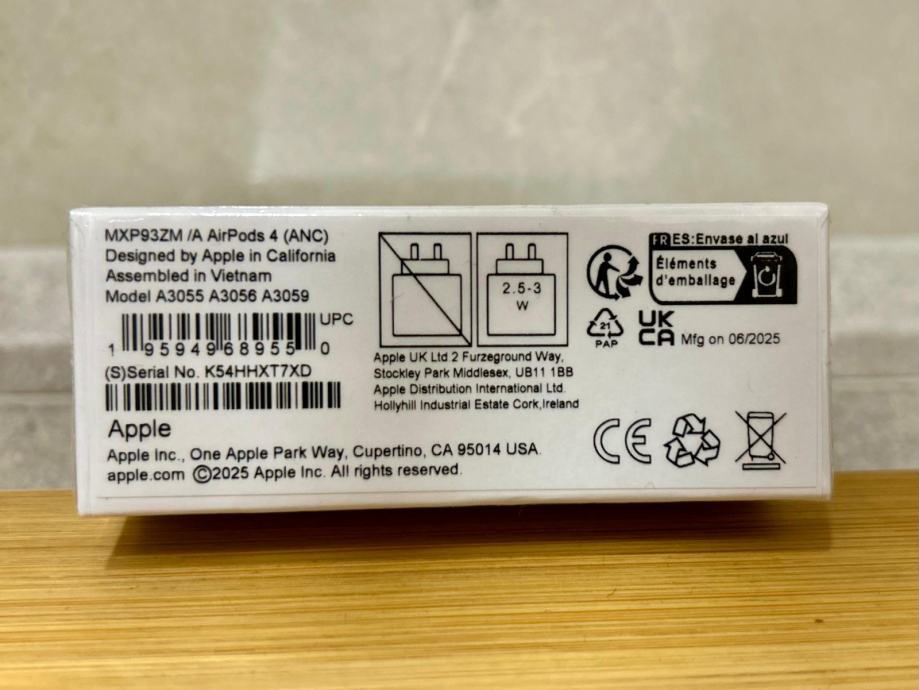 MXP93ZM /A AirPods 4 (ANC)
Designed by Apple in California
Assembled in Vietnam
Model A3055 A3056 A3059
UPC
1 95949 68955 0
(S)Serial No. K54HHXT7XD
Apple
Apple Inc., One Apple Park Way, Cupertino, CA 95014 USA.
apple.com ©2025 Apple Inc. All rights reserved.
2.5-3
W
Apple UK Ltd 2 Furzeground Way,
Stockley Park Middlesex, UB11 1BB
Apple Distribution International Ltd.
Hollyhill Industrial Estate Cork,Ireland
FR ES:Envase al azul
Éléments
d'emballage
21
PAP
UK
CA
Mfg on 06/2025
CE